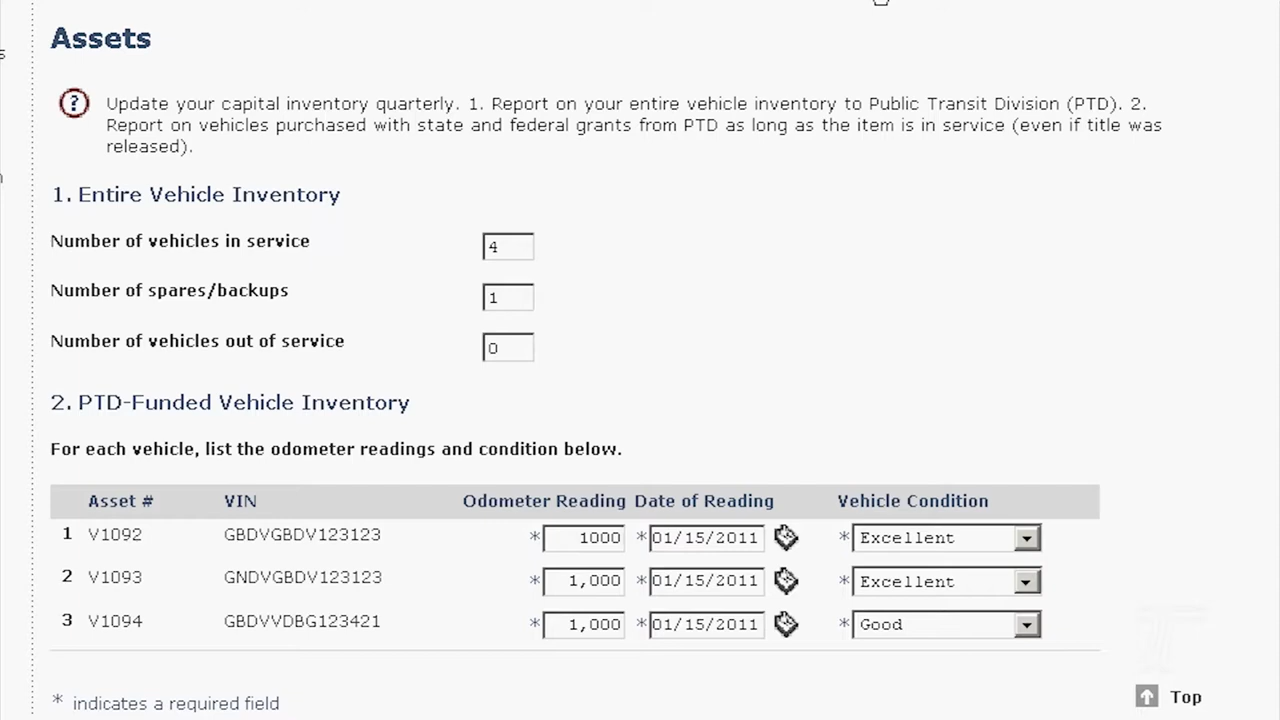 Assets
? Update your capital inventory quarterly. 1. Report on your entire vehicle inventory to Public Transit Division (PTD). 2.
Report on vehicles purchased with state and federal grants from PTD as long as the item is in service (even if title was
released).
1. Entire Vehicle Inventory
Number of vehicles in service 4
Number of spares/backups 1
Number of vehicles out of service 0
2. PTD-Funded Vehicle Inventory
For each vehicle, list the odometer readings and condition below.
Asset # VIN Odometer Reading Date of Reading Vehicle Condition
1 V1092 GBDVGBDV123123 * 1000 * 01/15/2011 * Excellent
2 V1093 GNDVGBDV123123 * 1,000 * 01/15/2011 * Excellent
3 V1094 GBDVVDBG123421 * 1,000 * 01/15/2011 * Good
* indicates a required field
Top